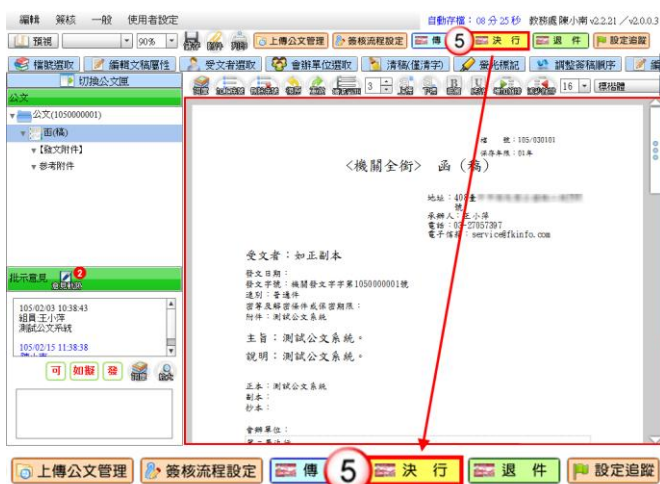 編輯 簽核 一般 使用者設定 自動存檔：08 分 25 秒 教務處 陳小南 v2.2.21 ／v2.0.0.3
預視 90% 儲存 附件 列印 上傳公文管理 簽核流程設定 傳 5 決 行 退 件 設定追蹤
檔號選取 編輯文稿屬性 受文者選取 會辦單位選取 清稿(僅清字) 螢光標記 調整簽稿順序 編
切換公文匣
3 B U 16 標楷體
公文
公文(1050000001)
函(稿)
【發文附件】
參考附件
檔 號：105/030101
保存年限：01年
<機關全銜> 函（稿）
地址：408
號
承辦人：王小萍
電話：03-27057397
電子信箱：service@fkinfo.com
受文者：如正副本
發文日期：
發文字號：機關發文字字第1050000001號
速別：普通件
密等及解密條件或保密期限：
附件：測試公文系統
主旨：測試公文系統。
說明：測試公文系統。
正本：測試公文系統
副本：
抄本：
會辦單位：
批示意見 2
105/02/03 10:38:43
組員 王小萍
測試公文系統
105/02/15 11:38:38
可 如擬 發
上傳公文管理 簽核流程設定 傳 5 決 行 退 件 設定追蹤